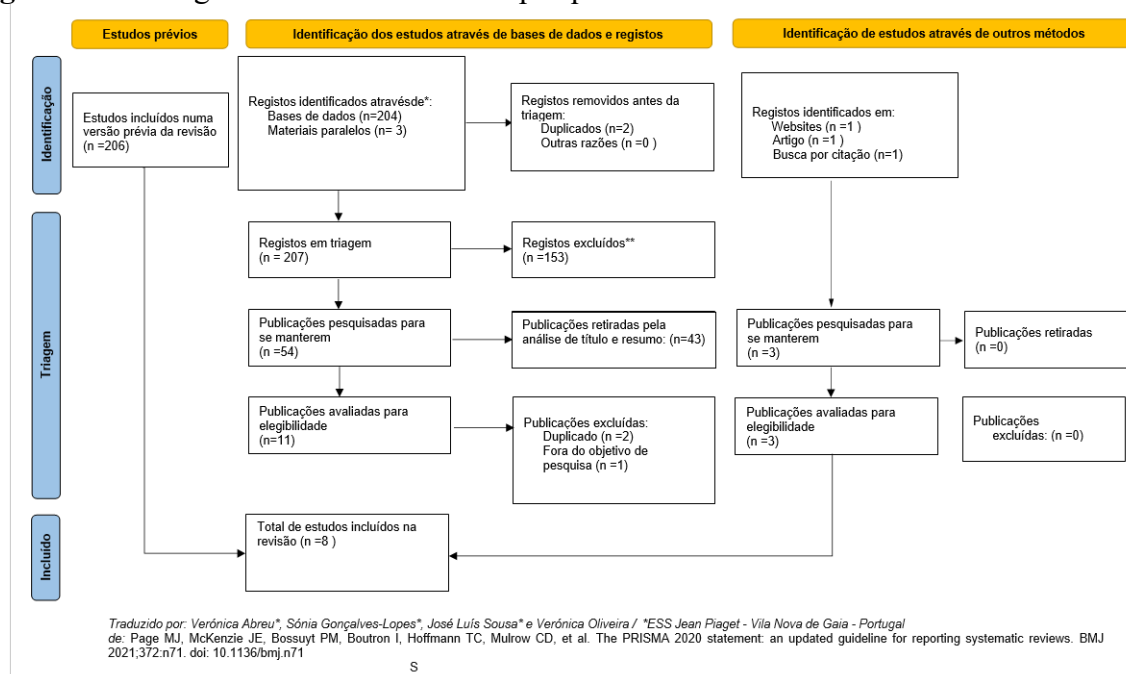 Estudos prévios
Identificação dos estudos através de bases de dados e registos
Identificação de estudos através de outros métodos
Identificação
Estudos incluídos numa
versão prévia da revisão
(n =206)
Registos identificados atravésde*:
Bases de dados (n=204)
Materiais paralelos (n= 3)
Registos removidos antes da
triagem:
Duplicados (n=2)
Outras razões (n =0 )
Registos identificados em:
Websites (n =1 )
Artigo (n =1 )
Busca por citação (n=1)
Triagem
Registos em triagem
(n = 207)
Registos excluídos**
(n =153)
Publicações pesquisadas para
se manterem
(n =54)
Publicações retiradas pela
análise de título e resumo: (n=43)
Publicações pesquisadas para
se manterem
(n =3)
Publicações retiradas
(n =0)
Publicações avaliadas para
elegibilidade
(n=11)
Publicações excluídas:
Duplicado (n =2)
Fora do objetivo de
pesquisa (n =1)
Publicações avaliadas para
elegibilidade
(n =3)
Publicações
excluídas: (n =0)
Incluído
Total de estudos incluídos na
revisão (n =8 )
Traduzido por: Verónica Abreu*, Sónia Gonçalves-Lopes*, José Luís Sousa* e Verónica Oliveira / *ESS Jean Piaget - Vila Nova de Gaia - Portugal
de: Page MJ, McKenzie JE, Bossuyt PM, Boutron I, Hoffmann TC, Mulrow CD, et al. The PRISMA 2020 statement: an updated guideline for reporting systematic reviews. BMJ
2021;372:n71. doi: 10.1136/bmj.n71
S